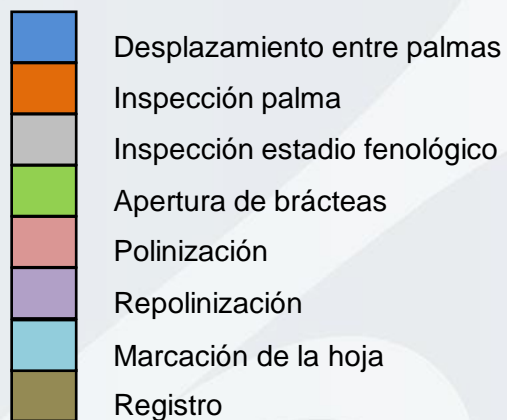 Desplazamiento entre palmas
Inspección palma
Inspección estadio fenológico
Apertura de brácteas
Polinización
Repolinización
Marcación de la hoja
Registro